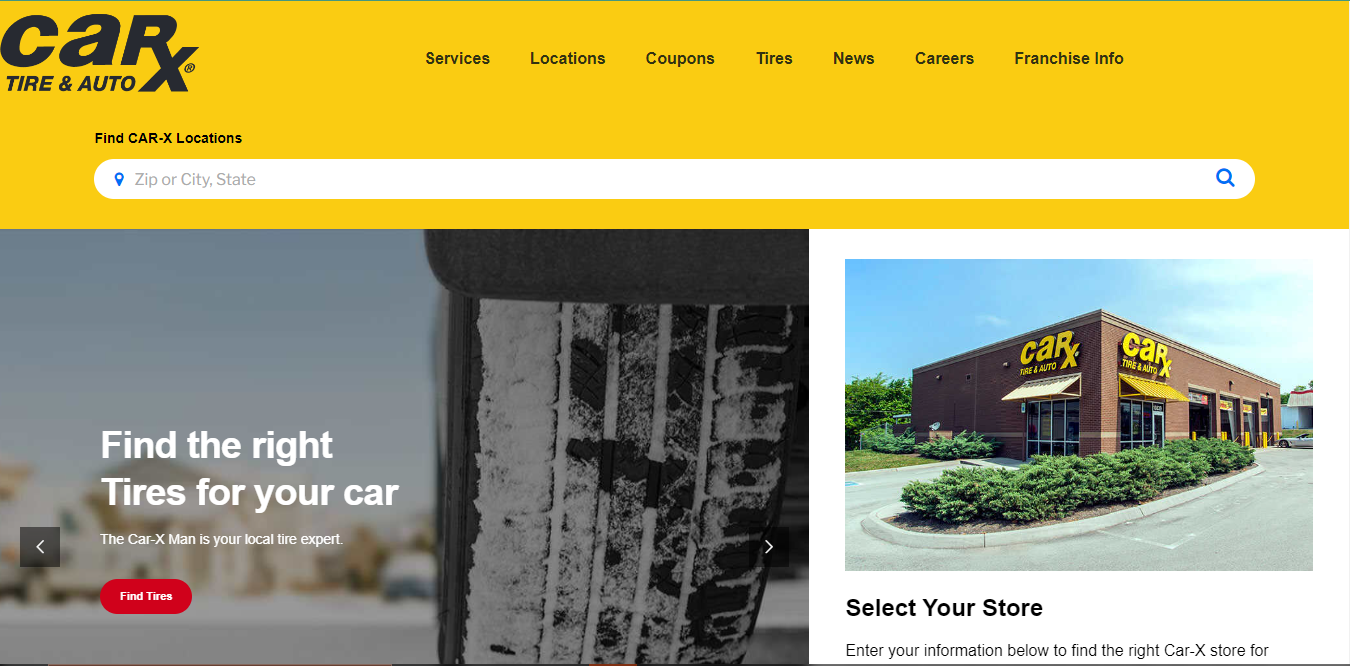 caRx®
TIRE & AUTO
Services
Locations
Coupons
Tires
News
Careers
Franchise Info
Find CAR-X Locations
Zip or City, State
Find the right
Tires for your car
The Car-X Man is your local tire expert.
Find Tires
caRx
TIRE & AUTO
caRx
TIRE & AUTO
Select Your Store
Enter your information below to find the right Car-X store for